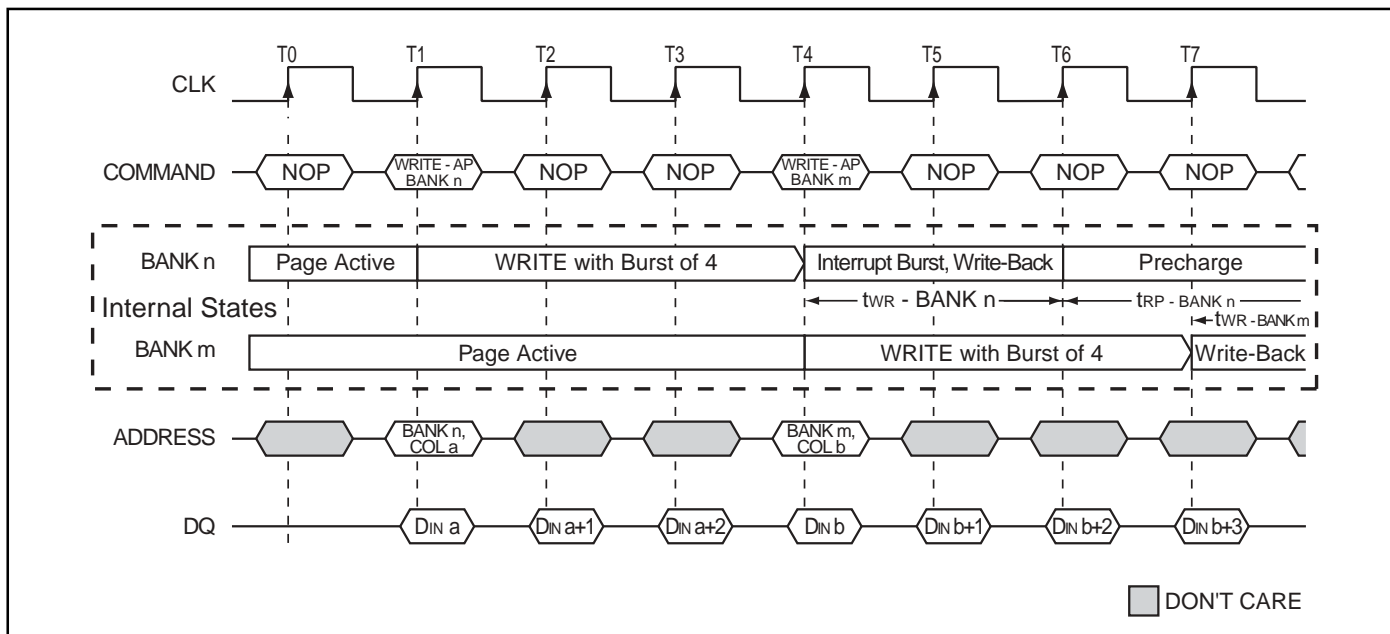 T0 T1 T2 T3 T4 T5 T6 T7
CLK
COMMAND NOP WRITE - AP BANK n NOP NOP WRITE - AP BANK m NOP NOP NOP
BANK n Page Active WRITE with Burst of 4 Interrupt Burst, Write-Back Precharge
Internal States tWR - BANK n tRP - BANK n
tWR - BANK m
BANK m Page Active WRITE with Burst of 4 Write-Back
ADDRESS BANK n, COL a BANK m, COL b
DQ DIN a DIN a+1 DIN a+2 DIN b DIN b+1 DIN b+2 DIN b+3
DON'T CARE